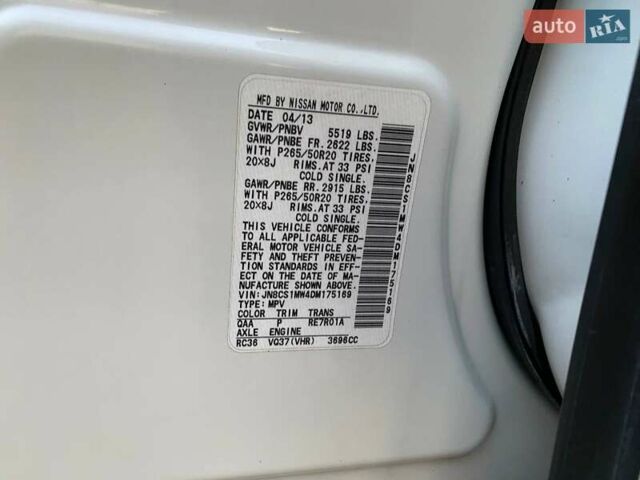 auto RIA
.com
MFD BY NISSAN MOTOR CO.,LTD.
DATE 04/13
GVWR/PNBV 5519 LBS.
GAWR/PNBE FR. 2622 LBS.
WITH P265/50R20 TIRES,
20X8J RIMS.AT 33 PSI
COLD SINGLE.
GAWR/PNBE RR. 2915 LBS.
WITH P265/50R20 TIRES,
20X8J RIMS.AT 33 PSI
COLD SINGLE.
THIS VEHICLE CONFORMS
TO ALL APPLICABLE FED-
ERAL MOTOR VEHICLE SA-
FETY AND THEFT PREVEN-
TION STANDARDS IN EFF-
ECT ON THE DATE OF MA-
NUFACTURE SHOWN ABOVE.
VIN:JN8CS1MW4DM175169
TYPE:MPV
COLOR TRIM TRANS
QAA P RE7R01A
AXLE ENGINE
RC36 VQ37(VHR) 3696CC
JN8CS1MW4DM175169